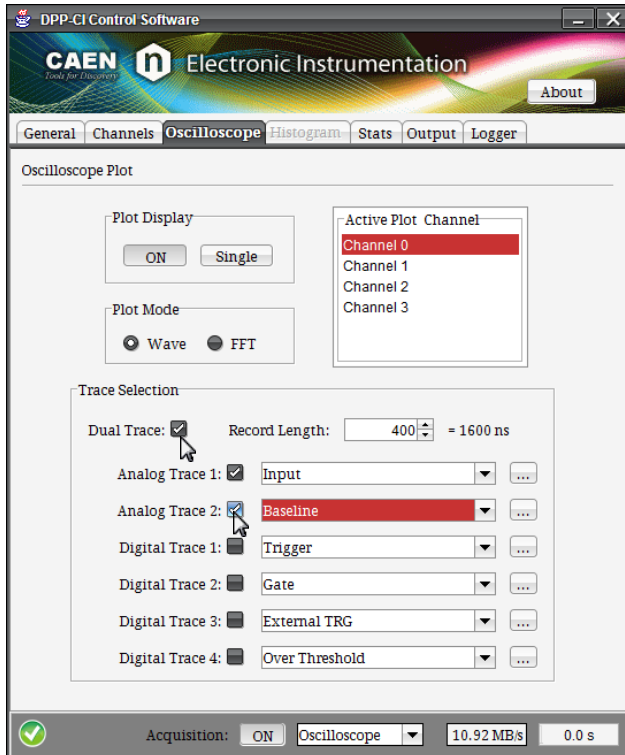 DPP-CI Control Software
CAEN n Electronic Instrumentation
Tools for Discovery
About
General Channels Oscilloscope Histogram Stats Output Logger
Oscilloscope Plot
Plot Display
ON Single
Active Plot Channel
Channel 0
Channel 1
Channel 2
Channel 3
Plot Mode
Wave FFT
Trace Selection
Dual Trace: Record Length: 400 = 1600 ns
Analog Trace 1: Input ...
Analog Trace 2: Baseline ...
Digital Trace 1: Trigger ...
Digital Trace 2: Gate ...
Digital Trace 3: External TRG ...
Digital Trace 4: Over Threshold ...
Acquisition: ON Oscilloscope 10.92 MB/s 0.0 s